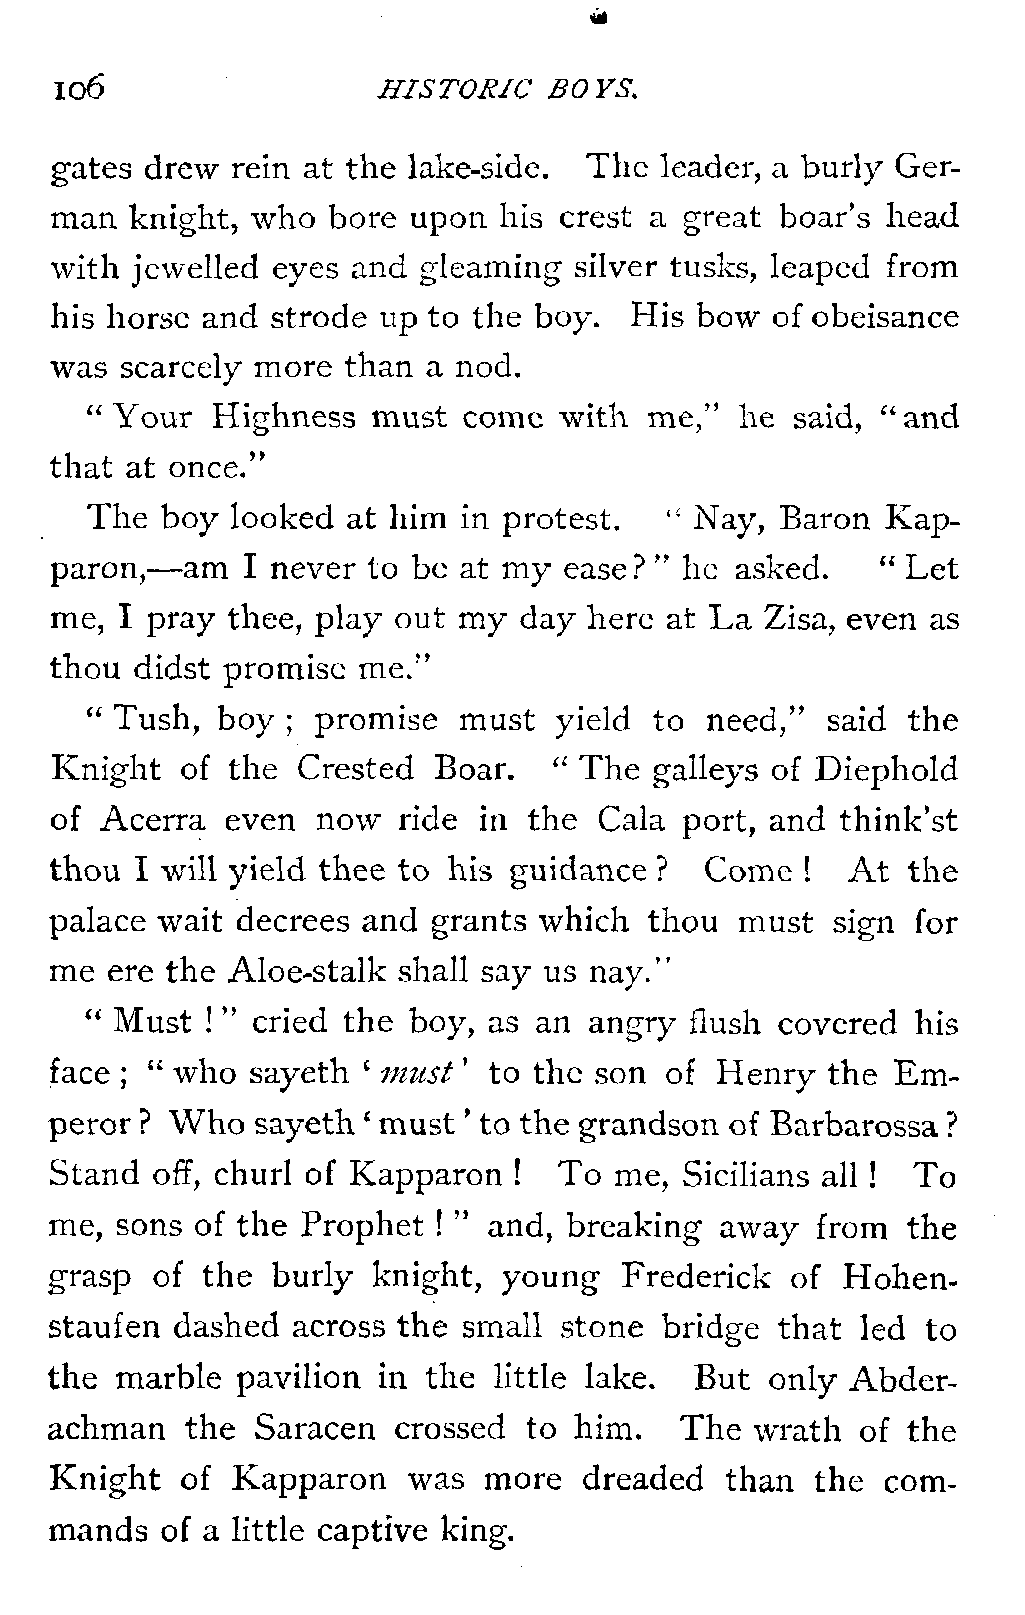 106 HISTORIC BOYS.
gates drew rein at the lake-side. The leader, a burly Ger-
man knight, who bore upon his crest a great boar's head
with jewelled eyes and gleaming silver tusks, leaped from
his horse and strode up to the boy. His bow of obeisance
was scarcely more than a nod.
“ Your Highness must come with me,” he said, “and
that at once.”
The boy looked at him in protest. “ Nay, Baron Kap-
paron,—am I never to be at my ease? ” he asked. “ Let
me, I pray thee, play out my day here at La Zisa, even as
thou didst promise me.”
“ Tush, boy ; promise must yield to need,” said the
Knight of the Crested Boar. “ The galleys of Diephold
of Acerra even now ride in the Cala port, and think'st
thou I will yield thee to his guidance ? Come ! At the
palace wait decrees and grants which thou must sign for
me ere the Aloe-stalk shall say us nay.”
“ Must ! ” cried the boy, as an angry flush covered his
face ; “ who sayeth ‘ must ’ to the son of Henry the Em-
peror ? Who sayeth ‘ must ’ to the grandson of Barbarossa ?
Stand off, churl of Kapparon ! To me, Sicilians all ! To
me, sons of the Prophet ! ” and, breaking away from the
grasp of the burly knight, young Frederick of Hohen-
staufen dashed across the small stone bridge that led to
the marble pavilion in the little lake. But only Abder-
achman the Saracen crossed to him. The wrath of the
Knight of Kapparon was more dreaded than the com-
mands of a little captive king.